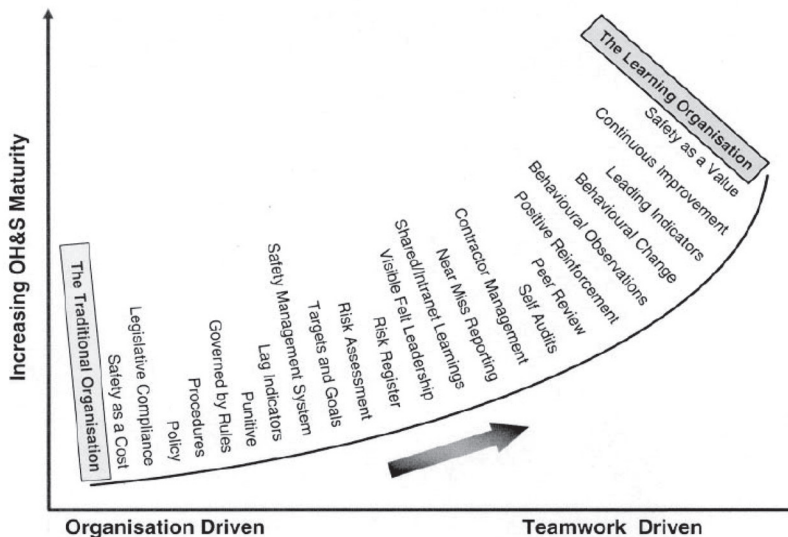 Increasing OH&S Maturity
The Traditional Organisation
Safety as a Cost
Legislative Compliance
Policy
Procedures
Governed by Rules
Punitive
Lag Indicators
Safety Management System
Targets and Goals
Risk Assessment
Risk Register
Visible Felt Leadership
Shared/Intranet Learnings
Near Miss Reporting
Contractor Management
Self Audits
Peer Review
Positive Reinforcement
Behavioural Observations
Behavioural Change
Leading Indicators
Continuous Improvement
Safety as a Value
The Learning Organisation
Organisation Driven
Teamwork Driven